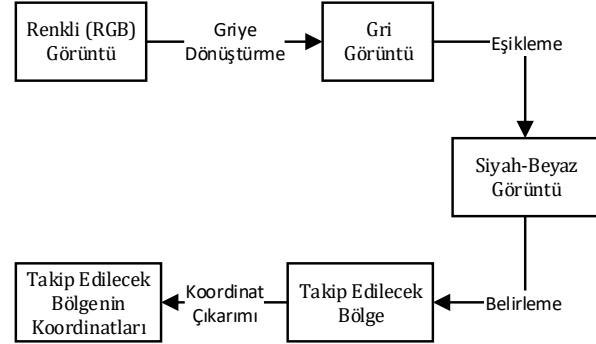 Renkli (RGB)
Görüntü
Griye
Dönüştürme
Gri
Görüntü
Eşikleme
Siyah-Beyaz
Görüntü
Belirleme
Takip Edilecek
Bölge
Koordinat
Çıkarımı
Takip Edilecek
Bölgenin
Koordinatları